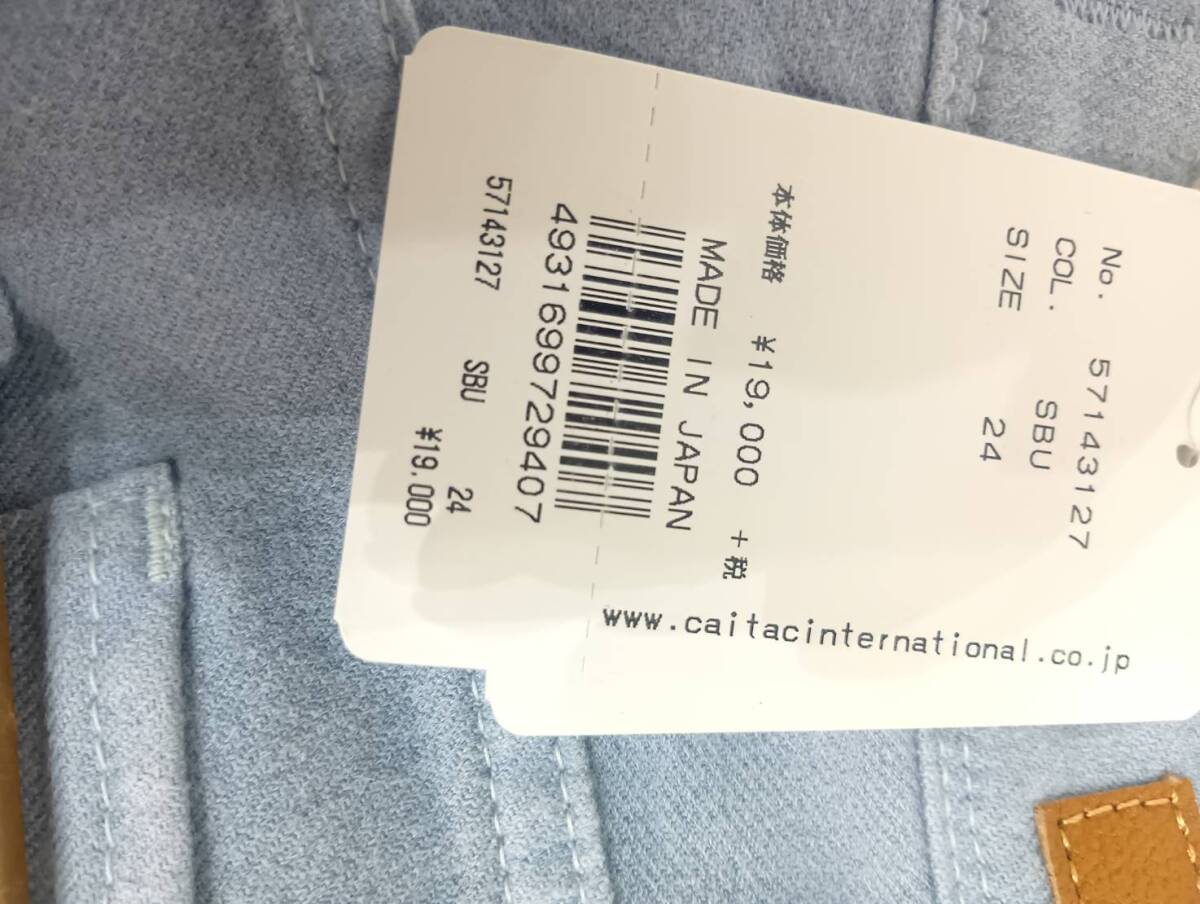 No. 57143127
COL. SBU
SIZE 24
本体価格 ¥19,000 +税
MADE IN JAPAN
4931699729407
57143127 SBU 24
¥19,000
www.caitacinternational.co.jp